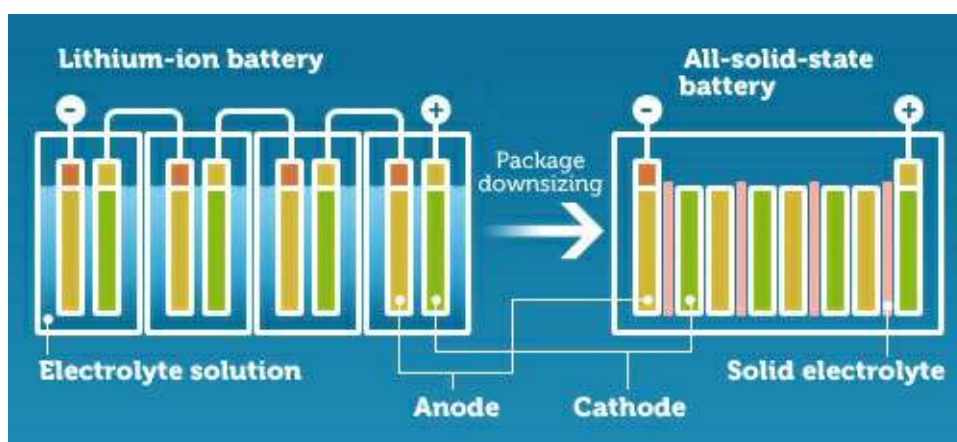 Lithium-ion battery
All-solid-state
battery
-
+
-
+
Package
downsizing
Electrolyte solution
Solid electrolyte
Anode
Cathode